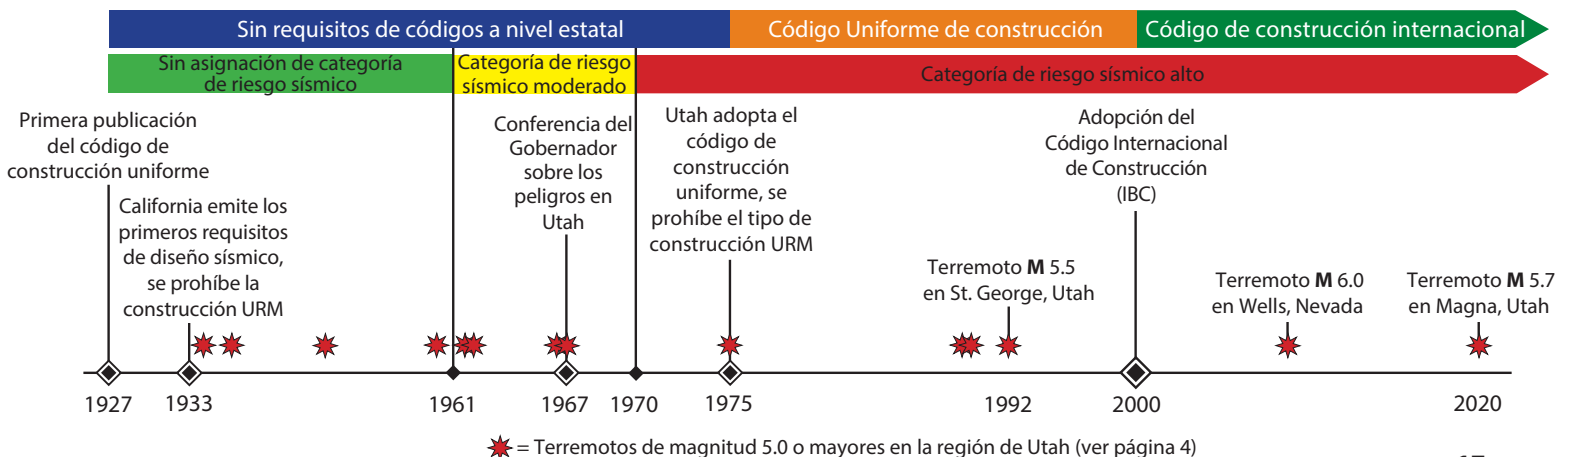 Sin requisitos de códigos a nivel estatal
Código Uniforme de construcción
Código de construcción internacional
Sin asignación de categoría
de riesgo sísmico
Categoría de riesgo
sísmico moderado
Categoría de riesgo sísmico alto
Primera publicación
del código de
construcción uniforme
California emite los
primeros requisitos
de diseño sísmico,
se prohíbe la
construcción URM
Conferencia del
Gobernador
sobre los
peligros en
Utah
Utah adopta el
código de
construcción
uniforme, se
prohíbe el tipo de
construcción URM
Terremoto M 5.5
en St. George, Utah
Adopción del
Código Internacional
de Construcción
(IBC)
Terremoto M 6.0
en Wells, Nevada
Terremoto M 5.7
en Magna, Utah
1927
1933
1961
1967
1970
1975
1992
2000
2020
= Terremotos de magnitud 5.0 o mayores en la región de Utah (ver página 4)